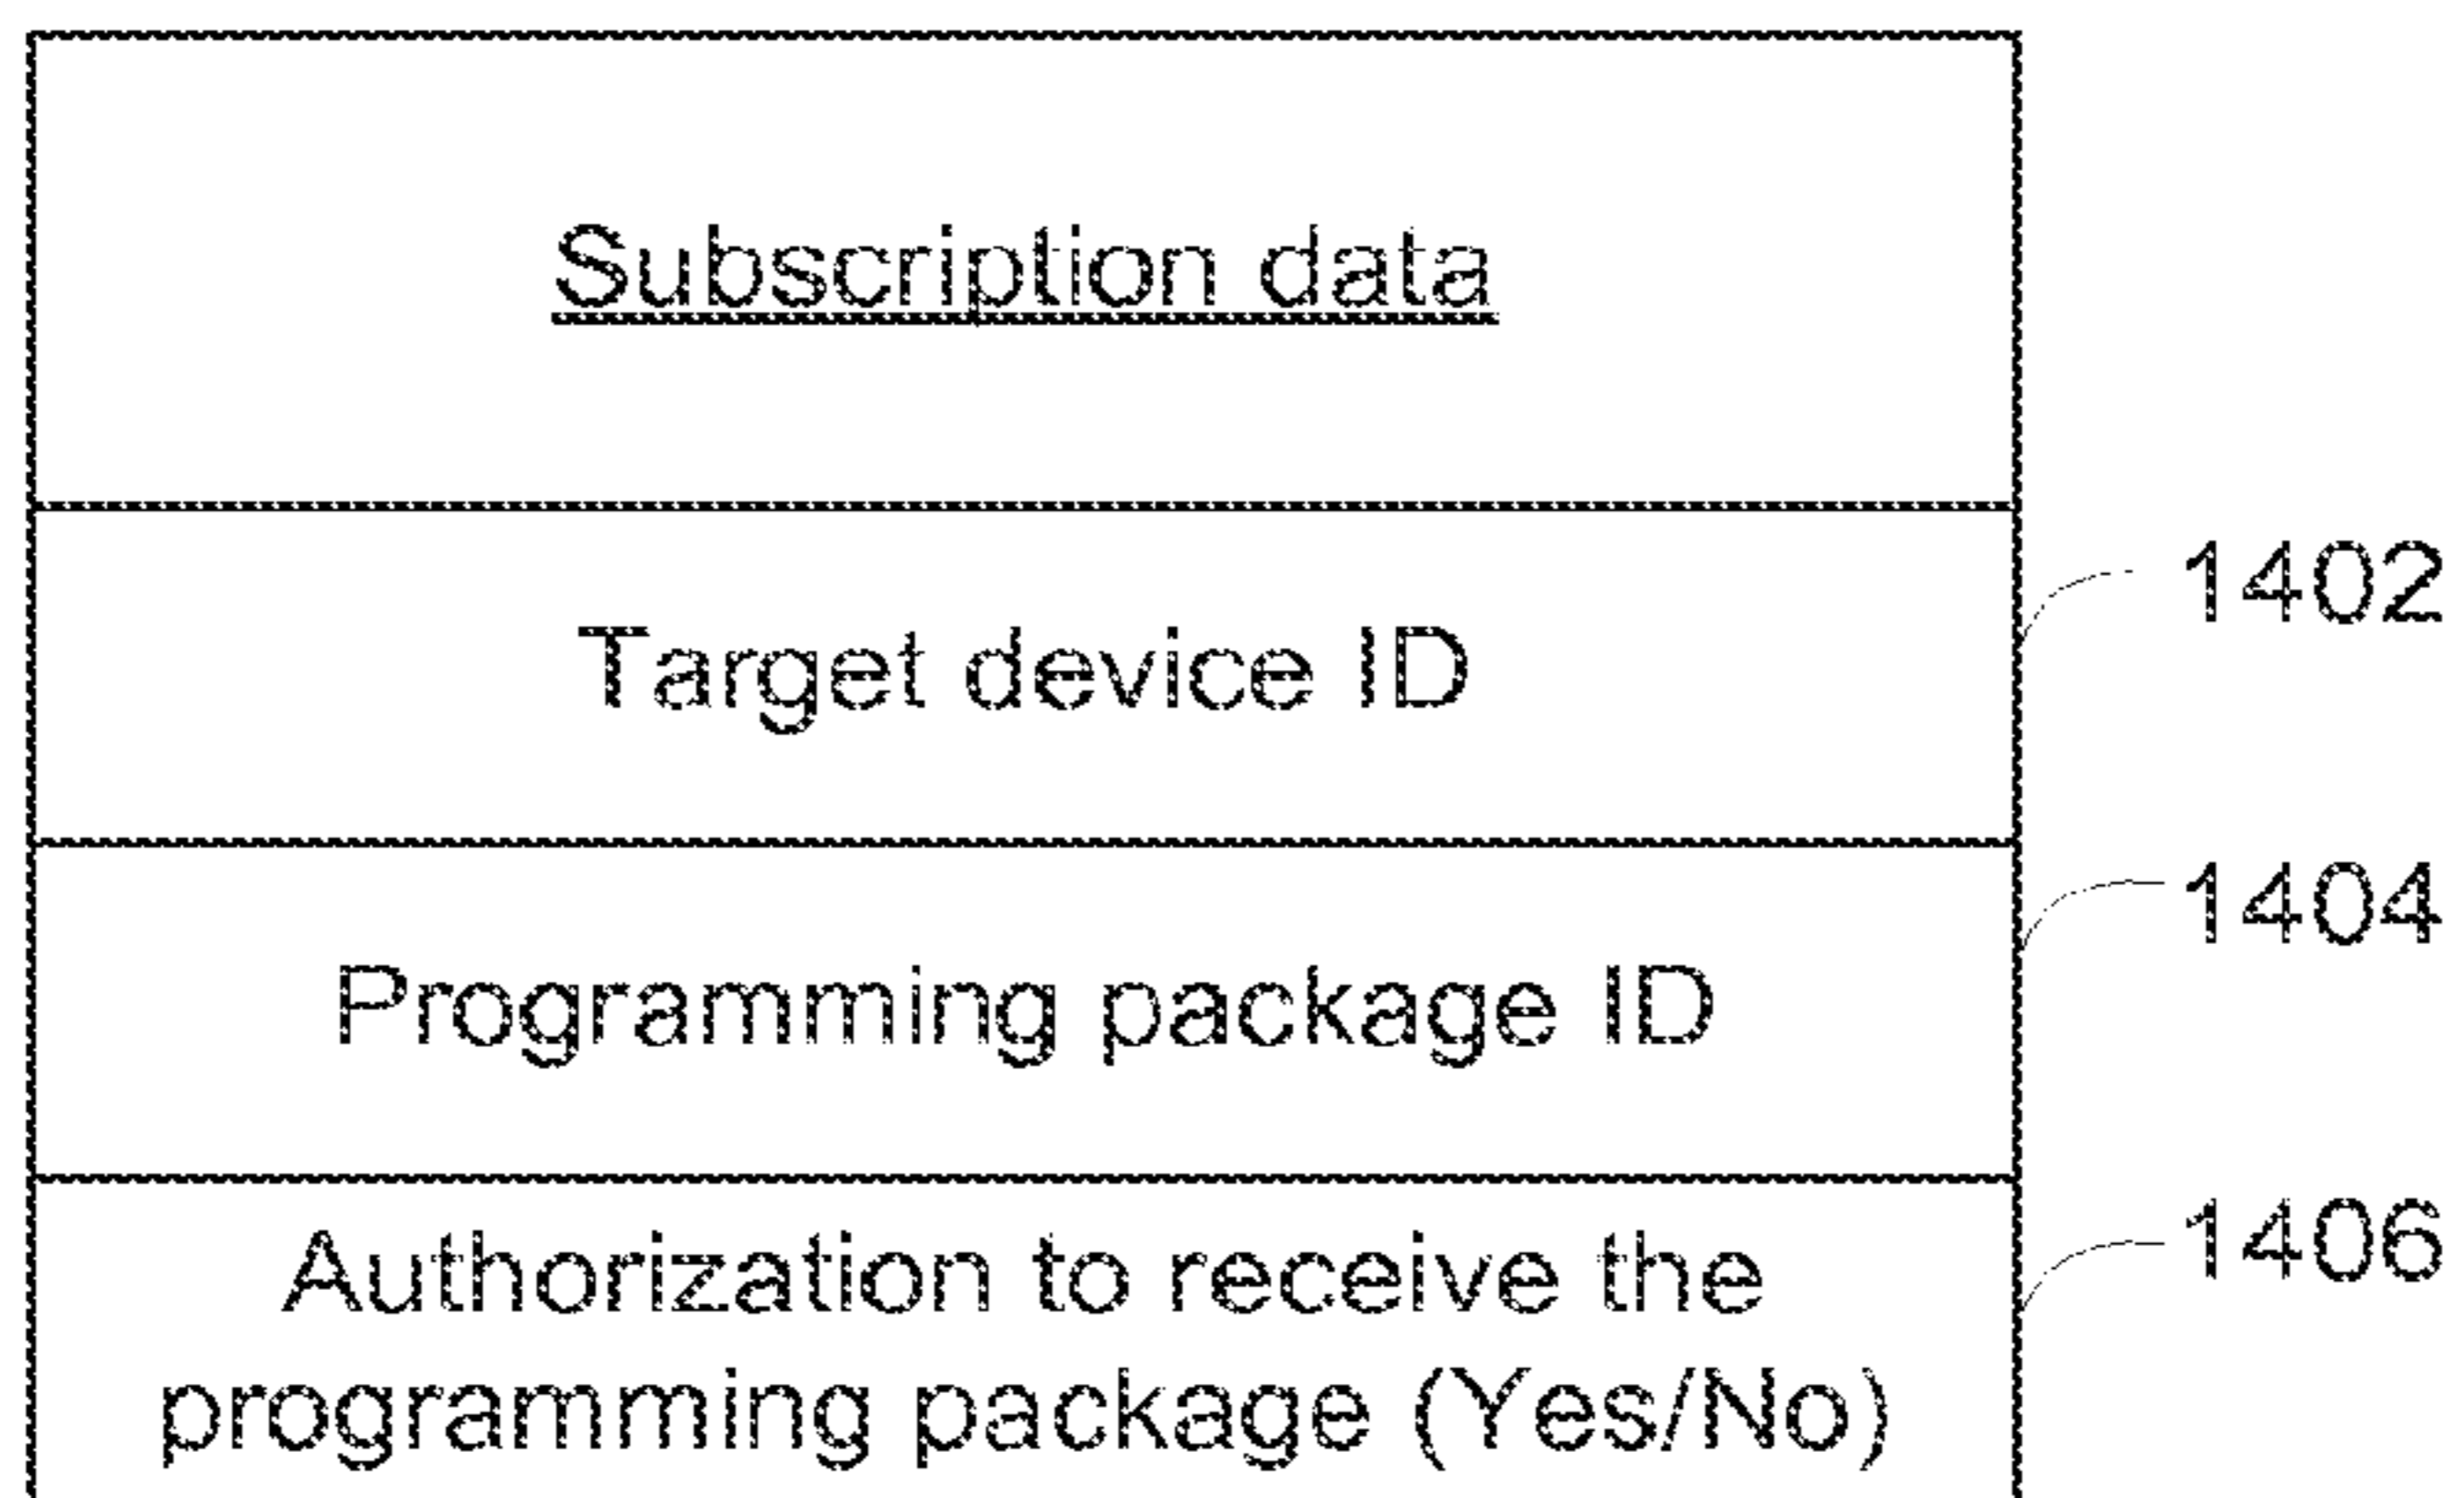 Subscription data
1402
Target device ID
1404
Programming package ID
1406
Authorization to receive the
programming package (Yes/No)